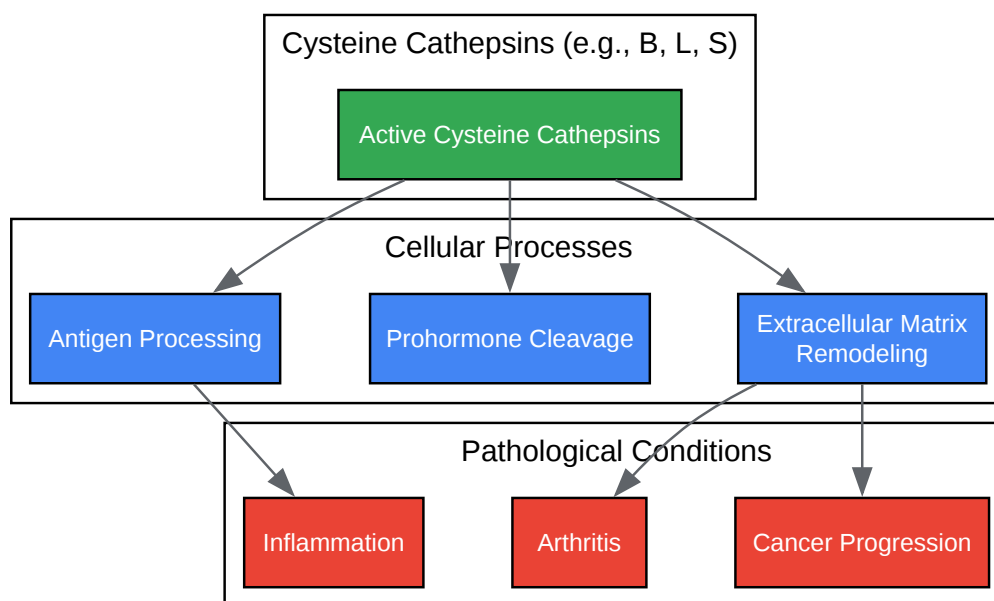 Cysteine Cathepsins (e.g., B, L, S)
Active Cysteine Cathepsins
Cellular Processes
Antigen Processing
Prohormone Cleavage
Extracellular Matrix
Remodeling
Pathological Conditions
Inflammation
Arthritis
Cancer Progression